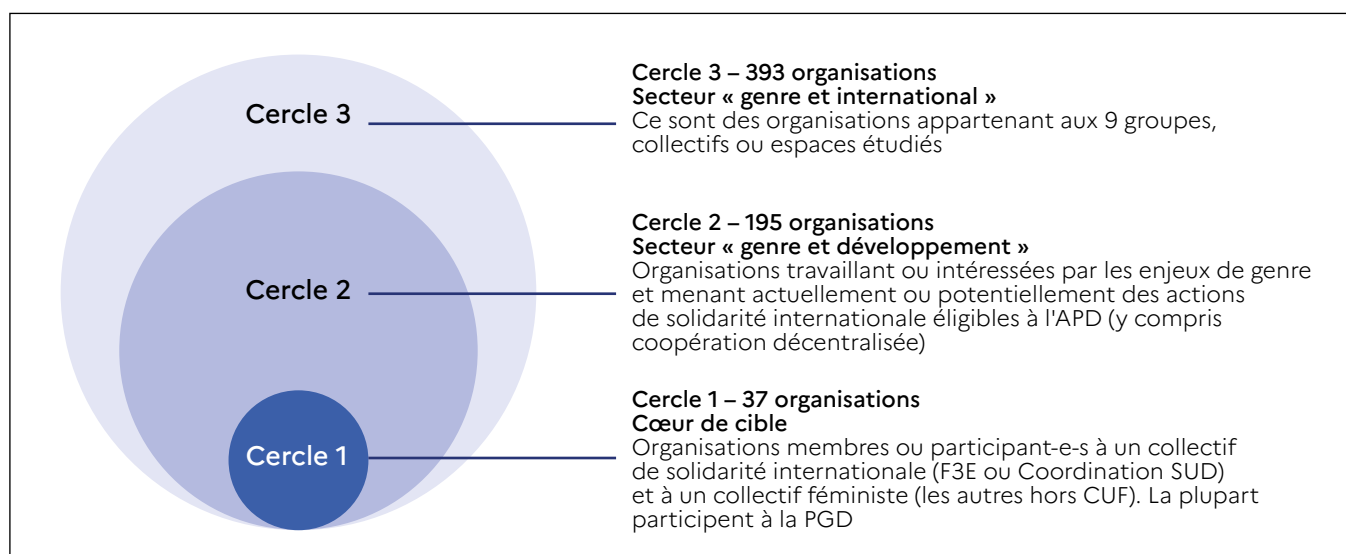 Cercle 3
Cercle 3 – 393 organisations
Secteur « genre et international »
Ce sont des organisations appartenant aux 9 groupes,
collectifs ou espaces étudiés
Cercle 2
Cercle 2 – 195 organisations
Secteur « genre et développement »
Organisations travaillant ou intéressées par les enjeux de genre
et menant actuellement ou potentiellement des actions
de solidarité internationale éligibles à l'APD (y compris
coopération décentralisée)
Cercle 1
Cercle 1 – 37 organisations
Cœur de cible
Organisations membres ou participant-e-s à un collectif
de solidarité internationale (F3E ou Coordination SUD)
et à un collectif féministe (les autres hors CUF). La plupart
participent à la PGD